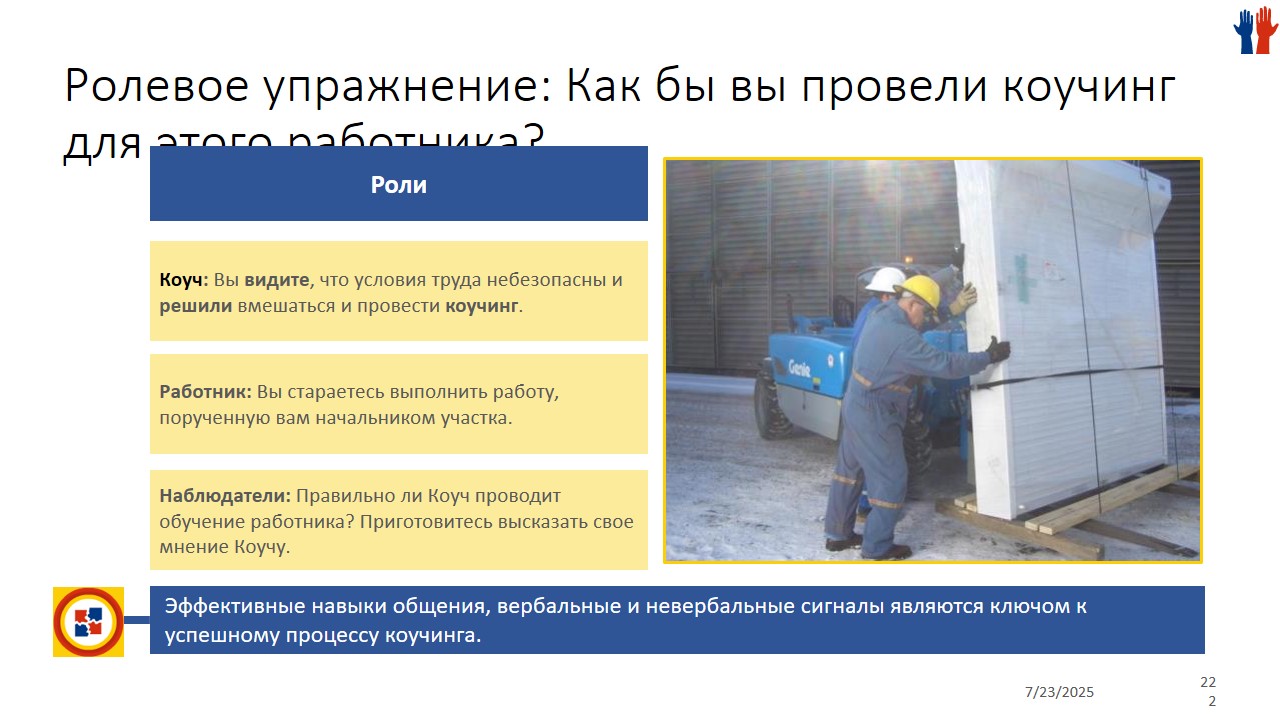 Ролевое упражнение: Как бы вы провели коучинг
для этого работника?
Роли
Коуч: Вы видите, что условия труда небезопасны и
решили вмешаться и провести коучинг.
Работник: Вы стараетесь выполнить работу,
порученную вам начальником участка.
Наблюдатели: Правильно ли Коуч проводит
обучение работника? Приготовитесь высказать свое
мнение Коучу.
Genie
Эффективные навыки общения, вербальные и невербальные сигналы являются ключом к
успешному процессу коучинга.
7/23/2025
22
2